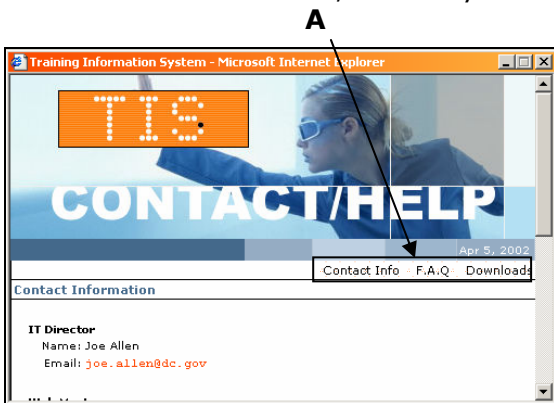 A
Training Information System - Microsoft Internet Explorer
TIS
CONTACT/HELP
Apr 5, 2002
Contact Info F.A.Q Downloads
Contact Information
IT Director
Name: Joe Allen
Email: joe.allen@dc.gov